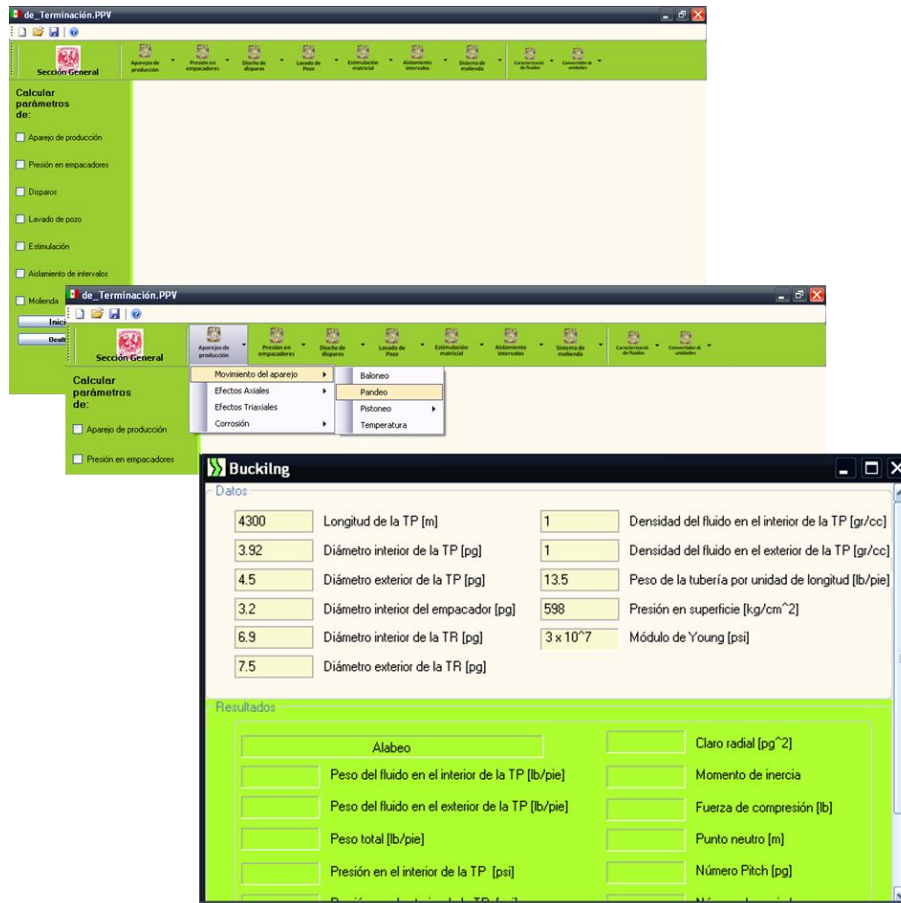 de_Terminación.PPV
Sección General
Aparejos de producción
Presión en empacadores
Diseño de disparos
Lavado de Pozo
Estimulación matricial
Aislamiento intervalos
Sistema de molienda
Calcular
parámetros
de:
Aparejo de producción
Presión en empacadores
Disparos
Lavado de pozo
Estimulación
Aislamiento de intervalos
Molienda
de_Terminación.PPV
Sección General
Aparejos de producción
Presión en empacadores
Diseño de disparos
Lavado de Pozo
Estimulación matricial
Aislamiento intervalos
Sistema de molienda
Calcular
parámetros
de:
Aparejo de producción
Presión en empacadores
Movimiento del aparejo
Efectos Axiales
Efectos Triaxiales
Corrosión
Baloneo
Pandeo
Pistoneo
Temperatura
Buckilng
Datos
4300 Longitud de la TP [m]
1 Densidad del fluido en el interior de la TP [gr/cc]
3.92 Diámetro interior de la TP [pg]
1 Densidad del fluido en el exterior de la TP [gr/cc]
4.5 Diámetro exterior de la TP [pg]
13.5 Peso de la tubería por unidad de longitud [lb/pie]
3.2 Diámetro interior del empacador [pg]
598 Presión en superficie [kg/cm^2]
6.9 Diámetro interior de la TR [pg]
3 x 10^7 Módulo de Young [psi]
7.5 Diámetro exterior de la TR [pg]
Resultados
Alabeo
Claro radial [pg^2]
Peso del fluido en el interior de la TP [lb/pie]
Momento de inercia
Peso del fluido en el exterior de la TP [lb/pie]
Fuerza de compresión [lb]
Peso total [lb/pie]
Punto neutro [m]
Presión en el interior de la TP [psi]
Número Pitch [pg]